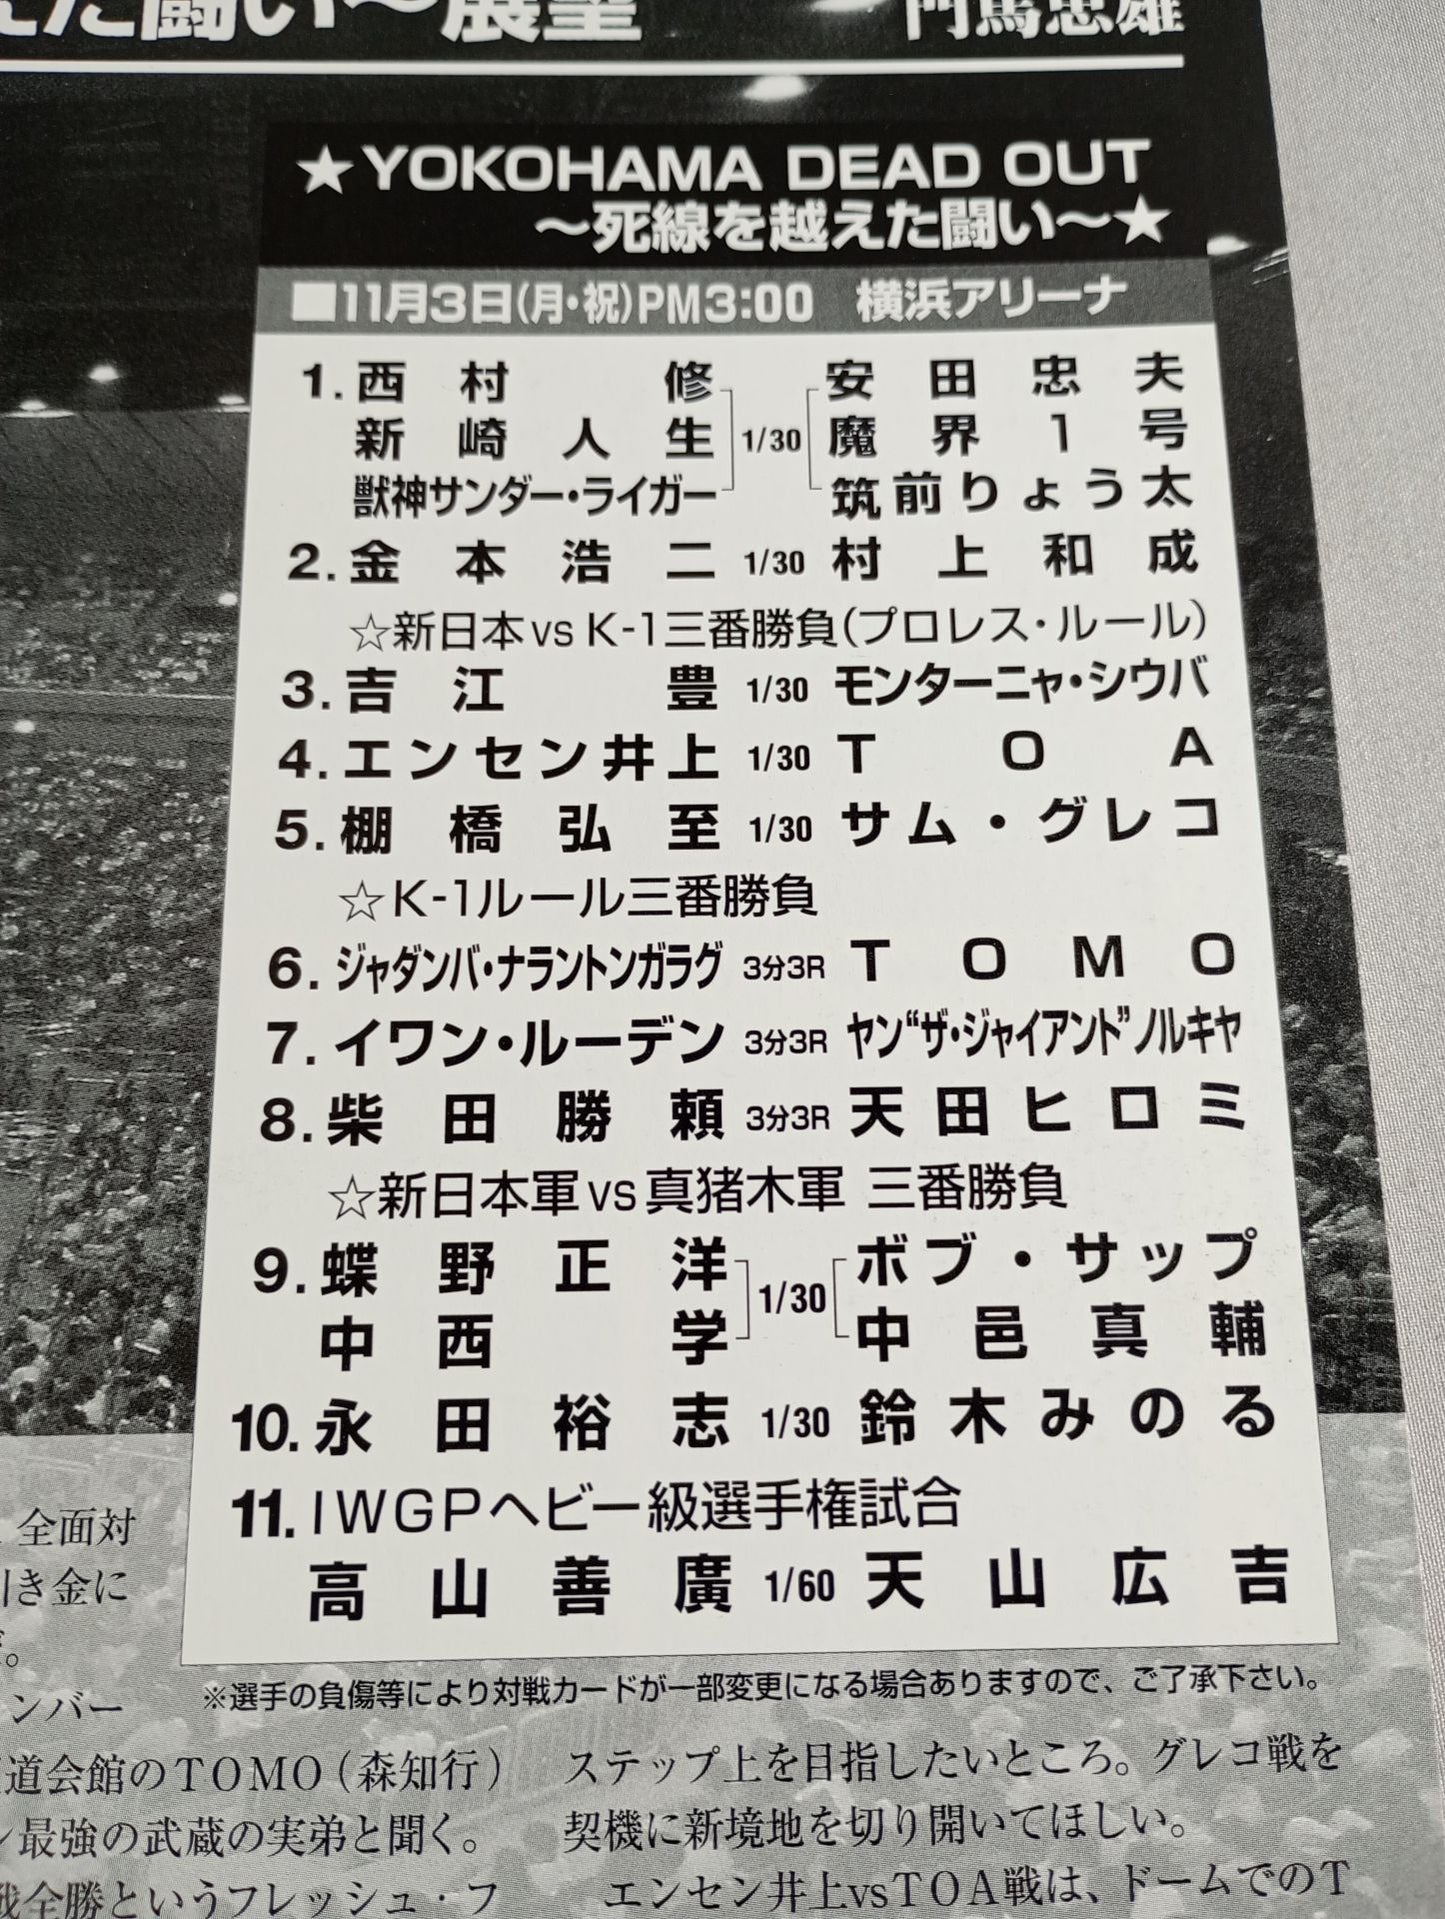 えた闘い〜展望
門馬忠雄
★YOKOHAMA DEAD OUT
〜死線を越えた闘い〜★
■11月3日(月・祝)PM3:00 横浜アリーナ
1. 西村修 新崎人生 獣神サンダー・ライガー 1/30 安田忠夫 魔界1号 筑前りょう太
2. 金本浩二 1/30 村上和成
☆新日本vsK-1三番勝負(プロレス・ルール)
3. 吉江豊 1/30 モンターニャ・シウバ
4. エンセン井上 1/30 TOA
5. 棚橋弘至 1/30 サム・グレコ
☆K-1ルール三番勝負
6. ジャダンバ・ナラントンガラグ 3分3R TOMO
7. イワン・ルーデン 3分3R ヤン“ザ・ジャイアント”ノルキヤ
8. 柴田勝頼 3分3R 天田ヒロミ
☆新日本軍vs真猪木軍 三番勝負
9. 蝶野正洋 中西学 1/30 ボブ・サップ 中邑真輔
10. 永田裕志 1/30 鈴木みのる
11. IWGPヘビー級選手権試合
高山善廣 1/60 天山広吉
※選手の負傷等により対戦カードが一部変更になる場合ありますので、ご了承下さい。
全面対
引き金に
。
ンバー
道会館のTOMO(森知行)
最強の武蔵の実弟と聞く。
戦全勝というフレッシュ・フ
ステップ上を目指したいところ。グレコ戦を
契機に新境地を切り開いてほしい。
エンセン井上vsTOA戦は、ドームでのT